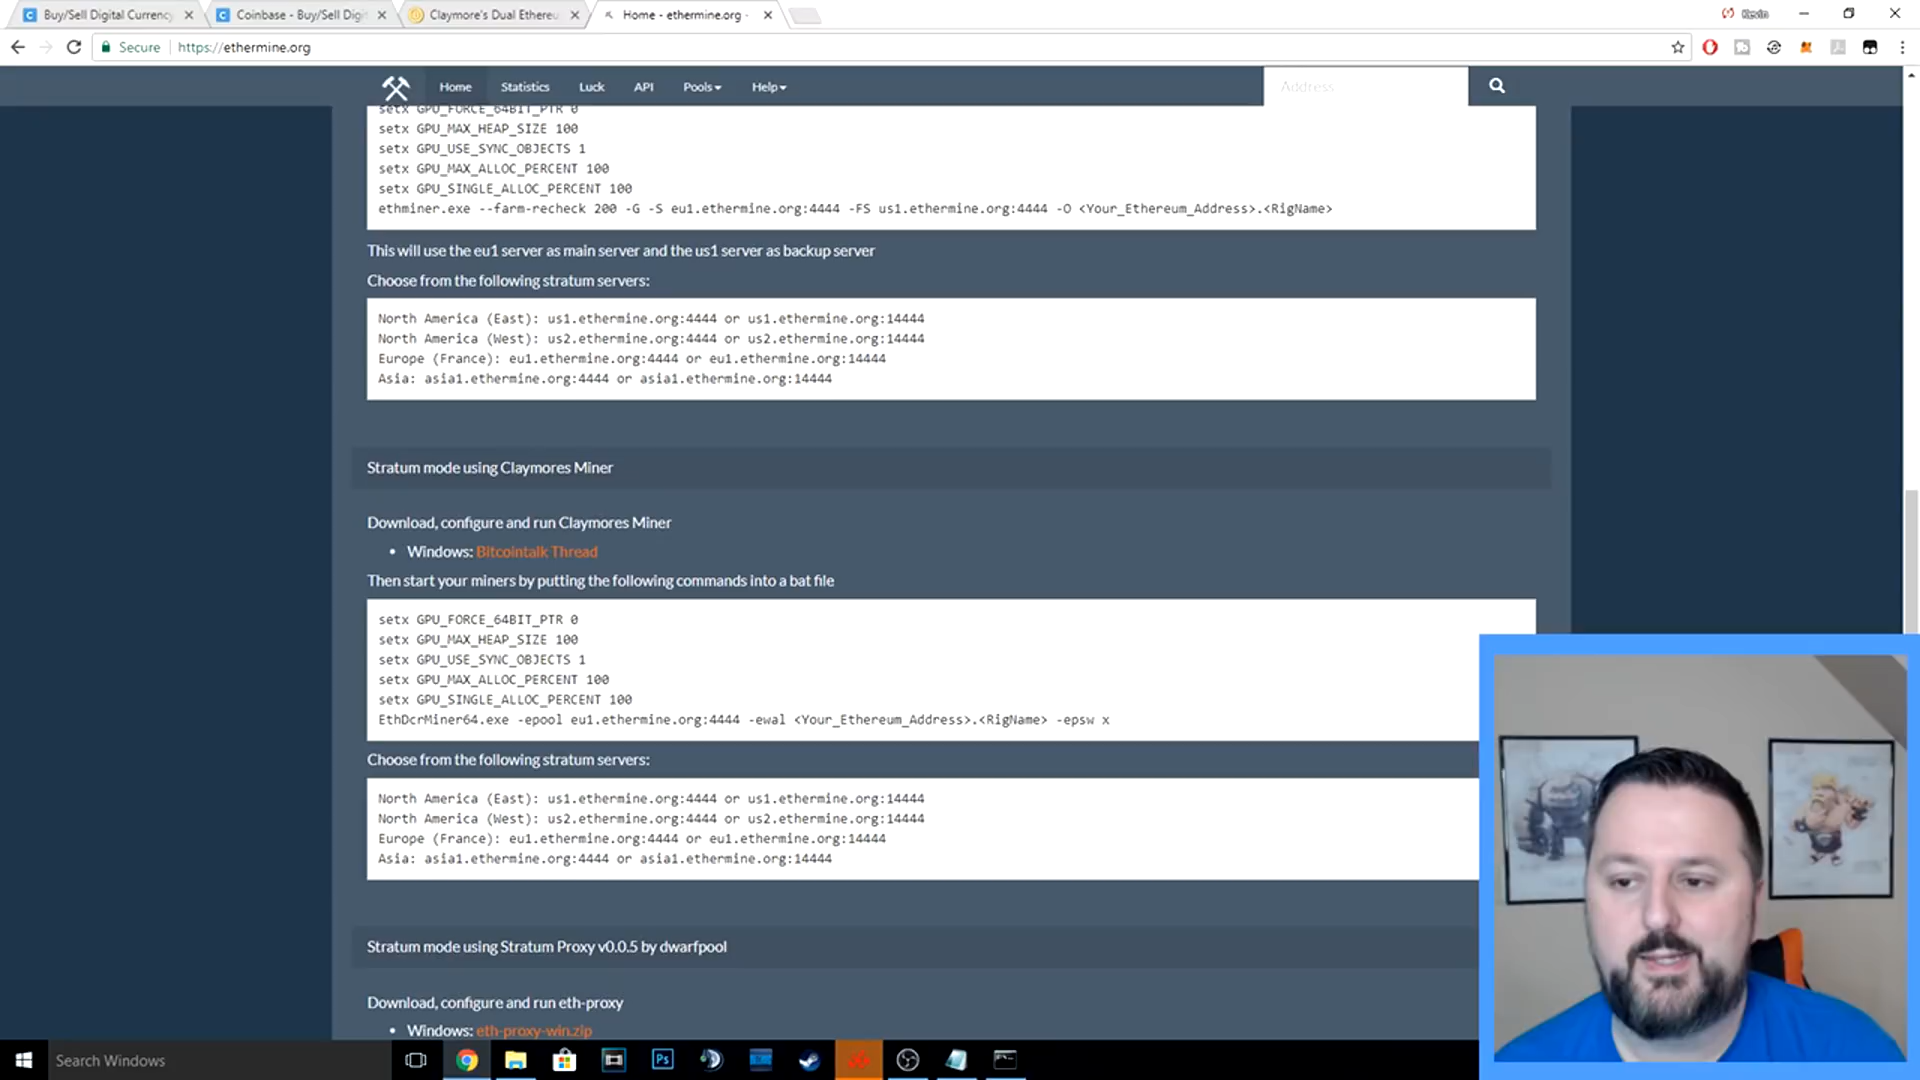 Buy/Sell Digital Currency
Coinbase - Buy/Sell Digi
Claymore's Dual Ethereu
Home - ethermine.org -
Kevin
Secure https://ethermine.org
Home Statistics Luck API Pools Help
Address
setx GPU_FORCE_64BIT_PTR 0
setx GPU_MAX_HEAP_SIZE 100
setx GPU_USE_SYNC_OBJECTS 1
setx GPU_MAX_ALLOC_PERCENT 100
setx GPU_SINGLE_ALLOC_PERCENT 100
ethminer.exe --farm-recheck 200 -G -S eu1.ethermine.org:4444 -FS us1.ethermine.org:4444 -O <Your_Ethereum_Address>.<RigName>
This will use the eu1 server as main server and the us1 server as backup server
Choose from the following stratum servers:
North America (East): us1.ethermine.org:4444 or us1.ethermine.org:14444
North America (West): us2.ethermine.org:4444 or us2.ethermine.org:14444
Europe (France): eu1.ethermine.org:4444 or eu1.ethermine.org:14444
Asia: asia1.ethermine.org:4444 or asia1.ethermine.org:14444
Stratum mode using Claymores Miner
Download, configure and run Claymores Miner
• Windows: Bitcointalk Thread
Then start your miners by putting the following commands into a bat file
setx GPU_FORCE_64BIT_PTR 0
setx GPU_MAX_HEAP_SIZE 100
setx GPU_USE_SYNC_OBJECTS 1
setx GPU_MAX_ALLOC_PERCENT 100
setx GPU_SINGLE_ALLOC_PERCENT 100
EthDcrMiner64.exe -epool eu1.ethermine.org:4444 -ewal <Your_Ethereum_Address>.<RigName> -epsw x
Choose from the following stratum servers:
North America (East): us1.ethermine.org:4444 or us1.ethermine.org:14444
North America (West): us2.ethermine.org:4444 or us2.ethermine.org:14444
Europe (France): eu1.ethermine.org:4444 or eu1.ethermine.org:14444
Asia: asia1.ethermine.org:4444 or asia1.ethermine.org:14444
Stratum mode using Stratum Proxy v0.0.5 by dwarfpool
Download, configure and run eth-proxy
• Windows: eth-proxy-win.zip
Search Windows
Ps